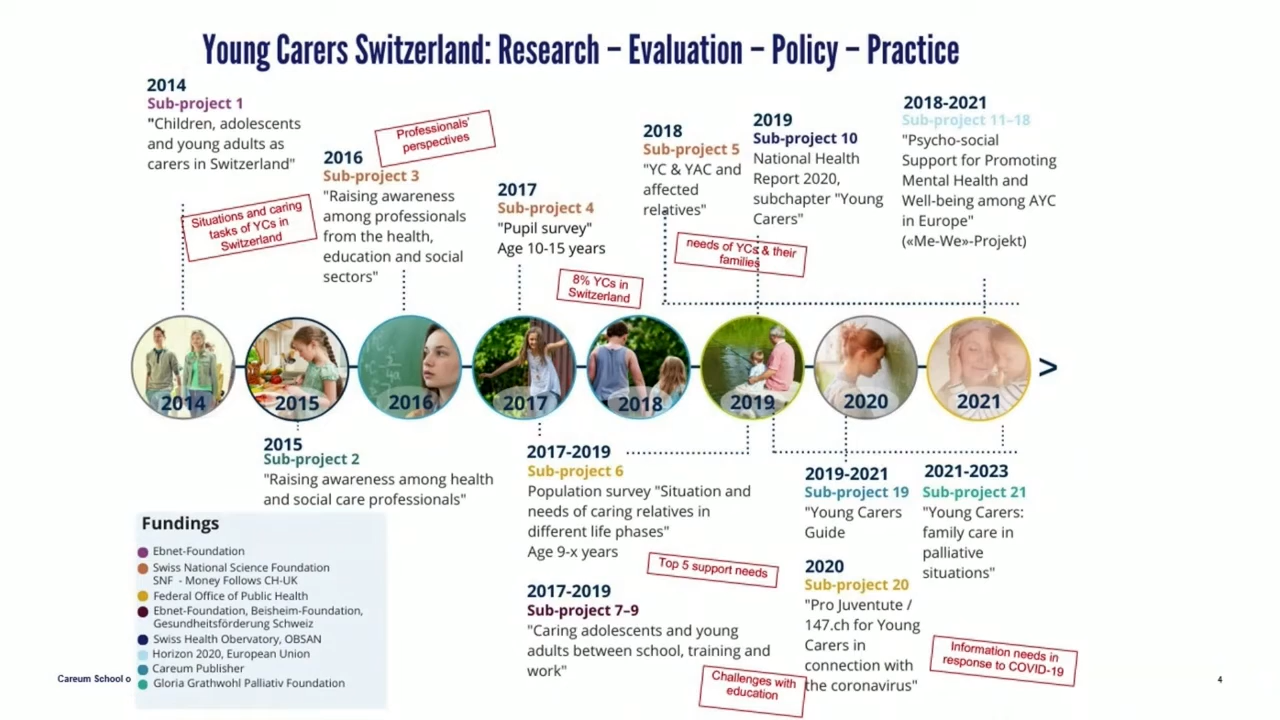 Young Carers Switzerland: Research – Evaluation – Policy – Practice
2014
Sub-project 1
"Children, adolescents
and young adults as
carers in Switzerland"
Situations and caring
tasks of YCs in
Switzerland
2016
Sub-project 3
"Raising awareness
among professionals
from the health,
education and social
sectors"
Professionals'
perspectives
2017
Sub-project 4
"Pupil survey"
Age 10-15 years
8% YCs in
Switzerland
2018
Sub-project 5
"YC & YAC and
affected
relatives"
needs of YCs & their
families
2019
Sub-project 10
National Health
Report 2020,
subchapter "Young
Carers"
2018-2021
Sub-project 11–18
"Psycho-social
Support for Promoting
Mental Health and
Well-being among AYC
in Europe"
(«Me-We»-Projekt)
2014
2015
2016
2017
2018
2019
2020
2021
>
2015
Sub-project 2
"Raising awareness among health
and social care professionals"
2017-2019
Sub-project 6
Population survey "Situation and
needs of caring relatives in
different life phases"
Age 9-x years
Top 5 support needs
2017-2019
Sub-project 7–9
"Caring adolescents and young
adults between school, training and
work"
Challenges with
education
2019-2021
Sub-project 19
"Young Carers
Guide
2020
Sub-project 20
"Pro Juventute /
147.ch for Young
Carers in
connection with
the coronavirus"
2021-2023
Sub-project 21
"Young Carers:
family care in
palliative
situations"
Information needs in
response to COVID-19
Fundings
Ebnet-Foundation
Swiss National Science Foundation
SNF - Money Follows CH-UK
Federal Office of Public Health
Ebnet-Foundation, Beisheim-Foundation,
Gesundheitsförderung Schweiz
Swiss Health Obervatory, OBSAN
Horizon 2020, European Union
Careum Publisher
Gloria Grathwohl Palliativ Foundation
Careum School o
4